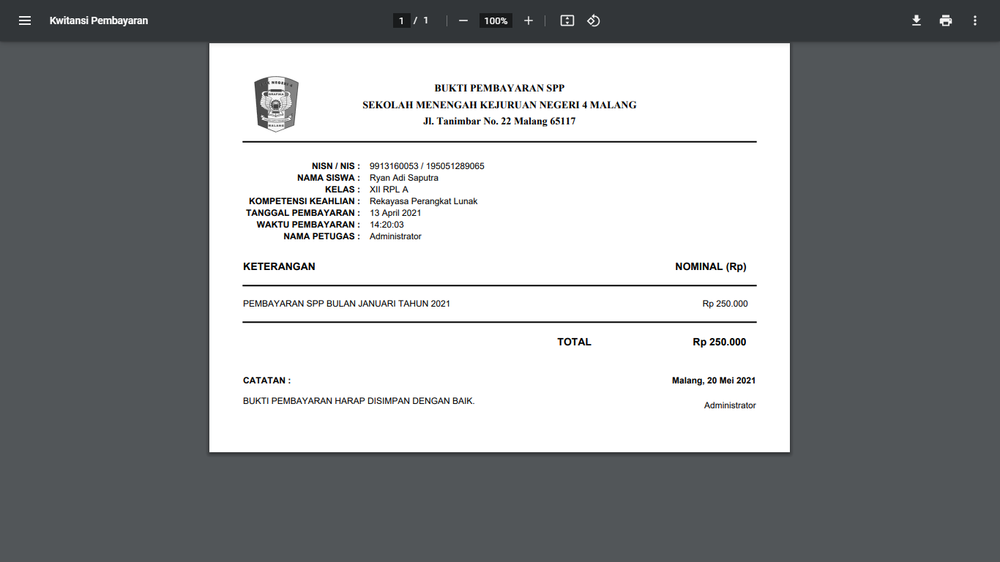 Kwitansi Pembayaran
1 / 1
100%
GRAFIKA
MALANG
BUKTI PEMBAYARAN SPP
SEKOLAH MENENGAH KEJURUAN NEGERI 4 MALANG
Jl. Tanimbar No. 22 Malang 65117
NISN / NIS : 9913160053 / 195051289065
NAMA SISWA : Ryan Adi Saputra
KELAS : XII RPL A
KOMPETENSI KEAHLIAN : Rekayasa Perangkat Lunak
TANGGAL PEMBAYARAN : 13 April 2021
WAKTU PEMBAYARAN : 14:20:03
NAMA PETUGAS : Administrator
KETERANGAN NOMINAL (Rp)
PEMBAYARAN SPP BULAN JANUARI TAHUN 2021 Rp 250.000
TOTAL Rp 250.000
CATATAN : Malang, 20 Mei 2021
BUKTI PEMBAYARAN HARAP DISIMPAN DENGAN BAIK.
Administrator